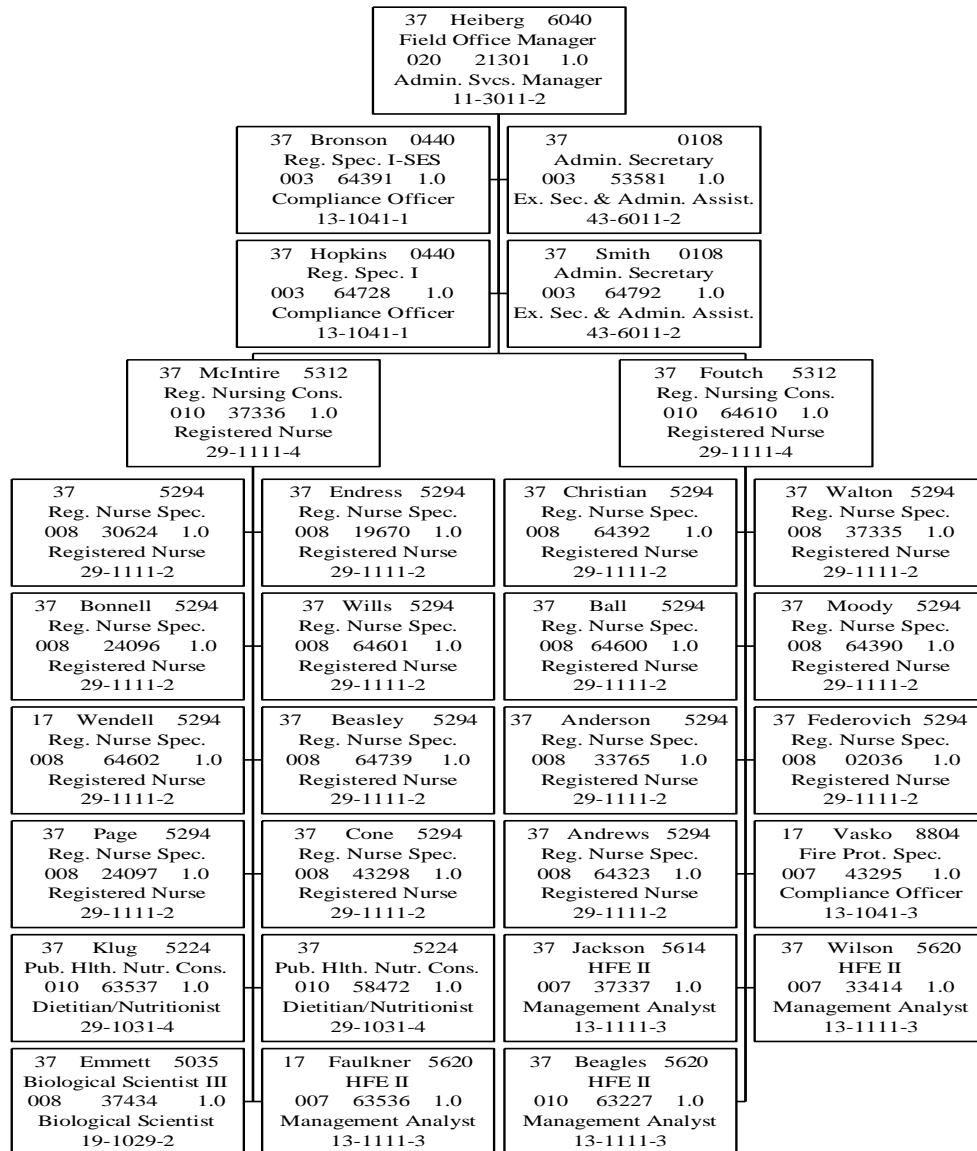 37 Heiberg 6040
Field Office Manager
020 21301 1.0
Admin. Svcs. Manager
11-3011-2
37 Bronson 0440
Reg. Spec. I-SES
003 64391 1.0
Compliance Officer
13-1041-1
37 0108
Admin. Secretary
003 53581 1.0
Ex. Sec. & Admin. Assist.
43-6011-2
37 Hopkins 0440
Reg. Spec. I
003 64728 1.0
Compliance Officer
13-1041-1
37 Smith 0108
Admin. Secretary
003 64792 1.0
Ex. Sec. & Admin. Assist.
43-6011-2
37 McIntire 5312
Reg. Nursing Cons.
010 37336 1.0
Registered Nurse
29-1111-4
37 Foutch 5312
Reg. Nursing Cons.
010 64610 1.0
Registered Nurse
29-1111-4
37 5294
Reg. Nurse Spec.
008 30624 1.0
Registered Nurse
29-1111-2
37 Endress 5294
Reg. Nurse Spec.
008 19670 1.0
Registered Nurse
29-1111-2
37 Christian 5294
Reg. Nurse Spec.
008 64392 1.0
Registered Nurse
29-1111-2
37 Walton 5294
Reg. Nurse Spec.
008 37335 1.0
Registered Nurse
29-1111-2
37 Bonnell 5294
Reg. Nurse Spec.
008 24096 1.0
Registered Nurse
29-1111-2
37 Wills 5294
Reg. Nurse Spec.
008 64601 1.0
Registered Nurse
29-1111-2
37 Ball 5294
Reg. Nurse Spec.
008 64600 1.0
Registered Nurse
29-1111-2
37 Moody 5294
Reg. Nurse Spec.
008 64390 1.0
Registered Nurse
29-1111-2
17 Wendell 5294
Reg. Nurse Spec.
008 64602 1.0
Registered Nurse
29-1111-2
37 Beasley 5294
Reg. Nurse Spec.
008 64739 1.0
Registered Nurse
29-1111-2
37 Anderson 5294
Reg. Nurse Spec.
008 33765 1.0
Registered Nurse
29-1111-2
37 Federovich 5294
Reg. Nurse Spec.
008 02036 1.0
Registered Nurse
29-1111-2
37 Page 5294
Reg. Nurse Spec.
008 24097 1.0
Registered Nurse
29-1111-2
37 Cone 5294
Reg. Nurse Spec.
008 43298 1.0
Registered Nurse
29-1111-2
37 Andrews 5294
Reg. Nurse Spec.
008 64323 1.0
Registered Nurse
29-1111-2
17 Vasko 8804
Fire Prot. Spec.
007 43295 1.0
Compliance Officer
13-1041-3
37 Klug 5224
Pub. Hlth. Nutr. Cons.
010 63537 1.0
Dietitian/Nutritionist
29-1031-4
37 5224
Pub. Hlth. Nutr. Cons.
010 58472 1.0
Dietitian/Nutritionist
29-1031-4
37 Jackson 5614
HFE II
007 37337 1.0
Management Analyst
13-1111-3
37 Wilson 5620
HFE II
007 33414 1.0
Management Analyst
13-1111-3
37 Emmett 5035
Biological Scientist III
008 37434 1.0
Biological Scientist
19-1029-2
17 Faulkner 5620
HFE II
007 63536 1.0
Management Analyst
13-1111-3
37 Beagles 5620
HFE II
010 63227 1.0
Management Analyst
13-1111-3